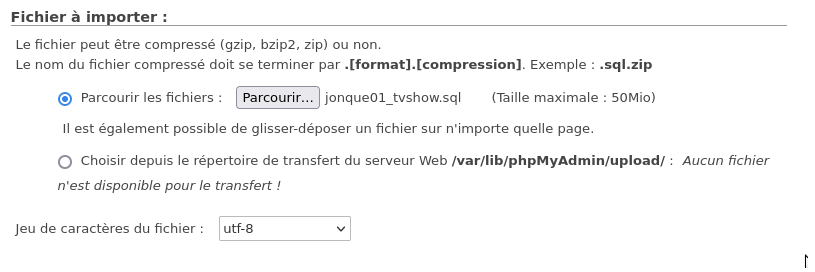 Fichier à importer :
Le fichier peut être compressé (gzip, bzip2, zip) ou non.
Le nom du fichier compressé doit se terminer par .[format].[compression]. Exemple : .sql.zip
Parcourir les fichiers : Parcourir... jonque01_tvshow.sql (Taille maximale : 50Mio)
Il est également possible de glisser-déposer un fichier sur n'importe quelle page.
Choisir depuis le répertoire de transfert du serveur Web /var/lib/phpMyAdmin/upload/ : Aucun fichier
n'est disponible pour le transfert !
Jeu de caractères du fichier : utf-8